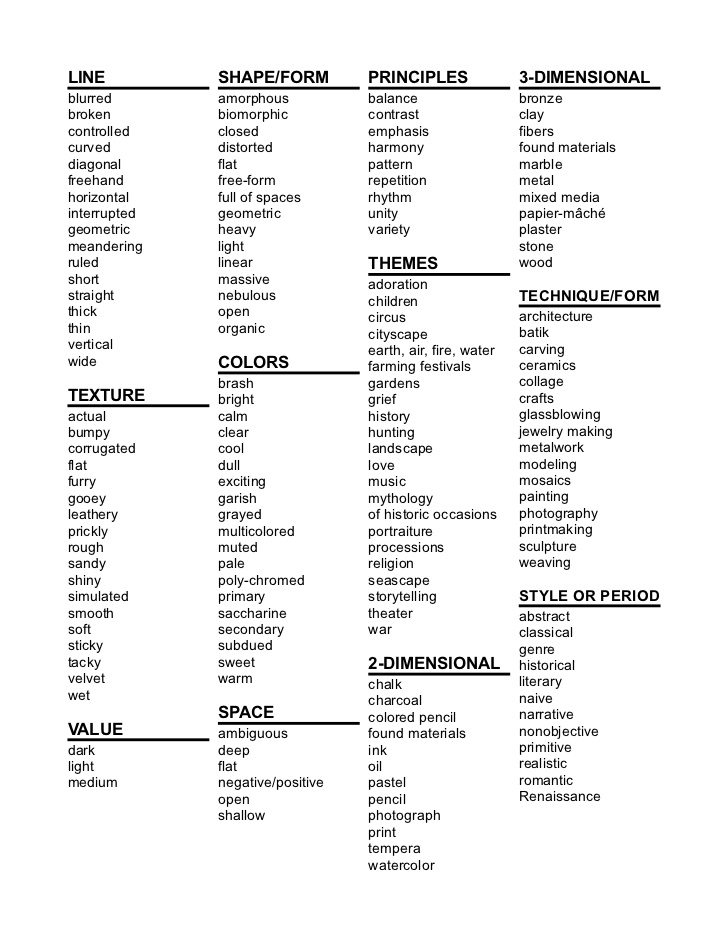 LINE
blurred
broken
controlled
curved
diagonal
freehand
horizontal
interrupted
geometric
meandering
ruled
short
straight
thick
thin
vertical
wide
TEXTURE
actual
bumpy
corrugated
flat
furry
gooey
leathery
prickly
rough
sandy
shiny
simulated
smooth
soft
sticky
tacky
velvet
wet
VALUE
dark
light
medium
SHAPE/FORM
amorphous
biomorphic
closed
distorted
flat
free-form
full of spaces
geometric
heavy
light
linear
massive
nebulous
open
organic
COLORS
brash
bright
calm
clear
cool
dull
exciting
garish
grayed
multicolored
muted
pale
poly-chromed
primary
saccharine
secondary
subdued
sweet
warm
SPACE
ambiguous
deep
flat
negative/positive
open
shallow
PRINCIPLES
balance
contrast
emphasis
harmony
pattern
repetition
rhythm
unity
variety
THEMES
adoration
children
circus
cityscape
earth, air, fire, water
farming festivals
gardens
grief
history
hunting
landscape
love
music
mythology
of historic occasions
portraiture
processions
religion
seascape
storytelling
theater
war
2-DIMENSIONAL
chalk
charcoal
colored pencil
found materials
ink
oil
pastel
pencil
photograph
print
tempera
watercolor
3-DIMENSIONAL
bronze
clay
fibers
found materials
marble
metal
mixed media
papier-mâché
plaster
stone
wood
TECHNIQUE/FORM
architecture
batik
carving
ceramics
collage
crafts
glassblowing
jewelry making
metalwork
modeling
mosaics
painting
photography
printmaking
sculpture
weaving
STYLE OR PERIOD
abstract
classical
genre
historical
literary
naive
narrative
nonobjective
primitive
realistic
romantic
Renaissance